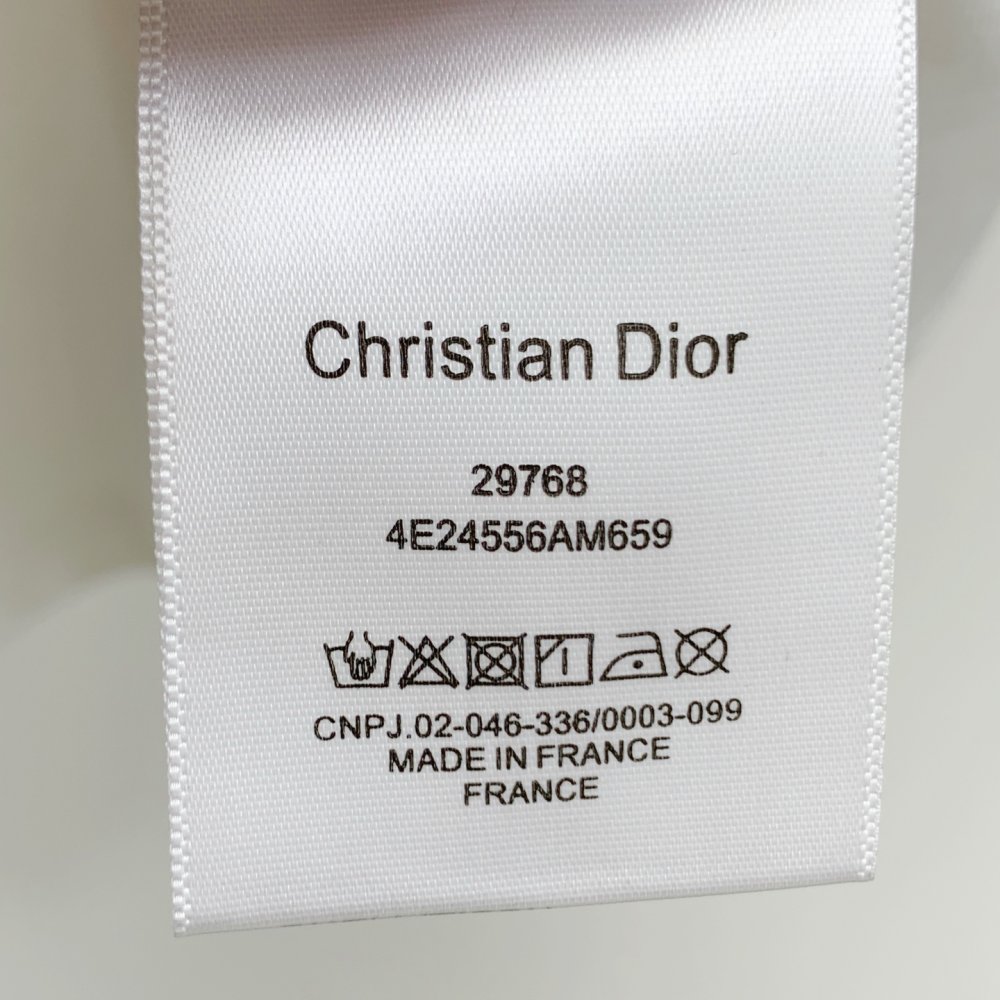 Christian Dior
29768
4E24556AM659
CNPJ.02-046-336/0003-099
MADE IN FRANCE
FRANCE